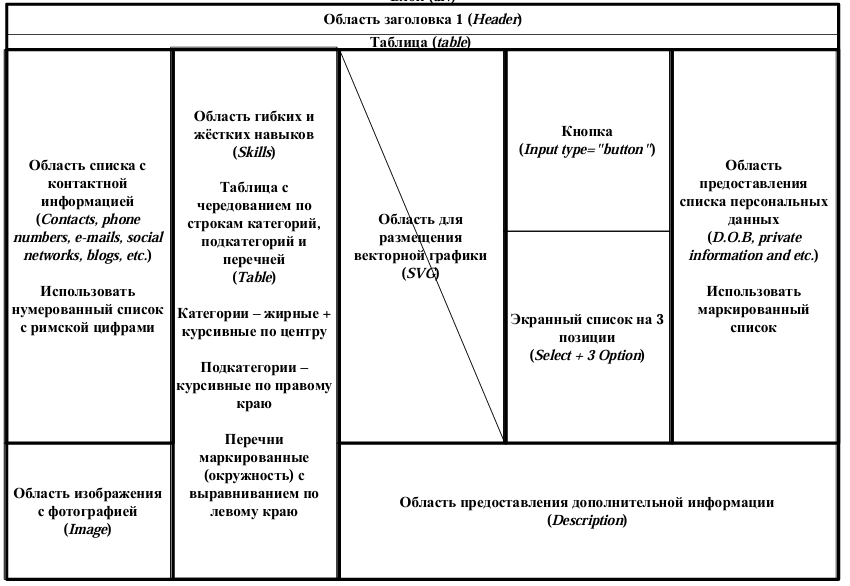 Область заголовка 1 (Header)
Таблица (table)
Область списка с
контактной
информацией
(Contacts, phone
numbers, e-mails, social
networks, blogs, etc.)
Использовать
нумерованный список
с римской цифрами
Область изображения
с фотографией
(Image)
Область гибких и
жёстких навыков
(Skills)
Таблица с
чередованием по
строкам категорий,
подкатегорий и
перечней
(Table)
Категории – жирные +
курсивные по центру
Подкатегории –
курсивные по правому
краю
Перечни
маркированные
(окружность) с
выравниванием по
левому краю
Область для
размещения
векторной графики
(SVG)
Кнопка
(Input type="button")
Экранный список на 3
позиции
(Select + 3 Option)
Область
предоставления
списка персональных
данных
(D.O.B, private
information and etc.)
Использовать
маркированный
список
Область предоставления дополнительной информации
(Description)